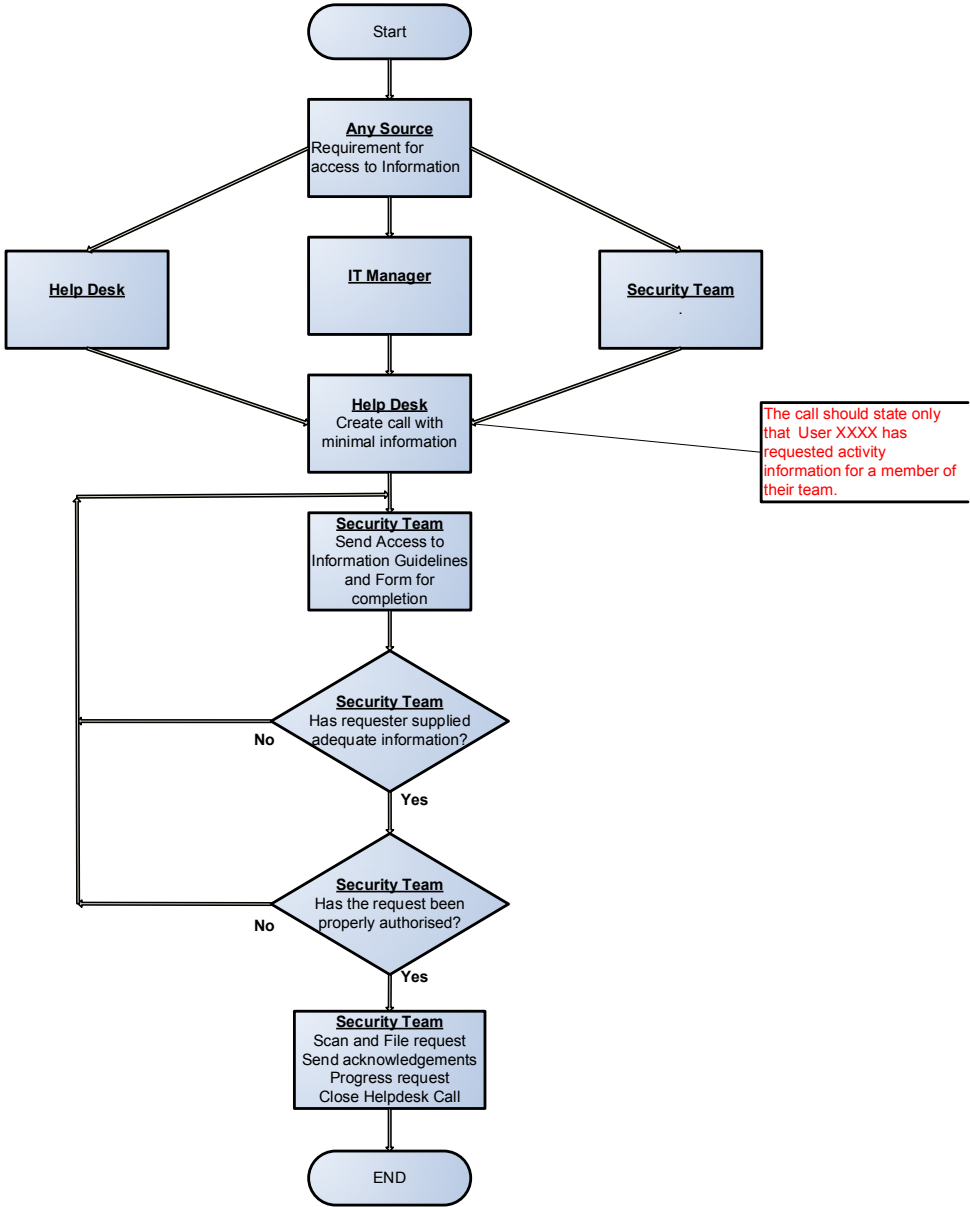 Start
Any Source
Requirement for
access to Information
Help Desk
IT Manager
Security Team
.
Help Desk
Create call with
minimal information
The call should state only
that  User XXXX has
requested activity
information for a member of
their team.
Security Team
Send Access to
Information Guidelines
and Form for
completion
Security Team
Has requester supplied
adequate information?
No
Yes
Security Team
Has the request been
properly authorised?
No
Yes
Security Team
Scan and File request
Send acknowledgements
Progress request
Close Helpdesk Call
END